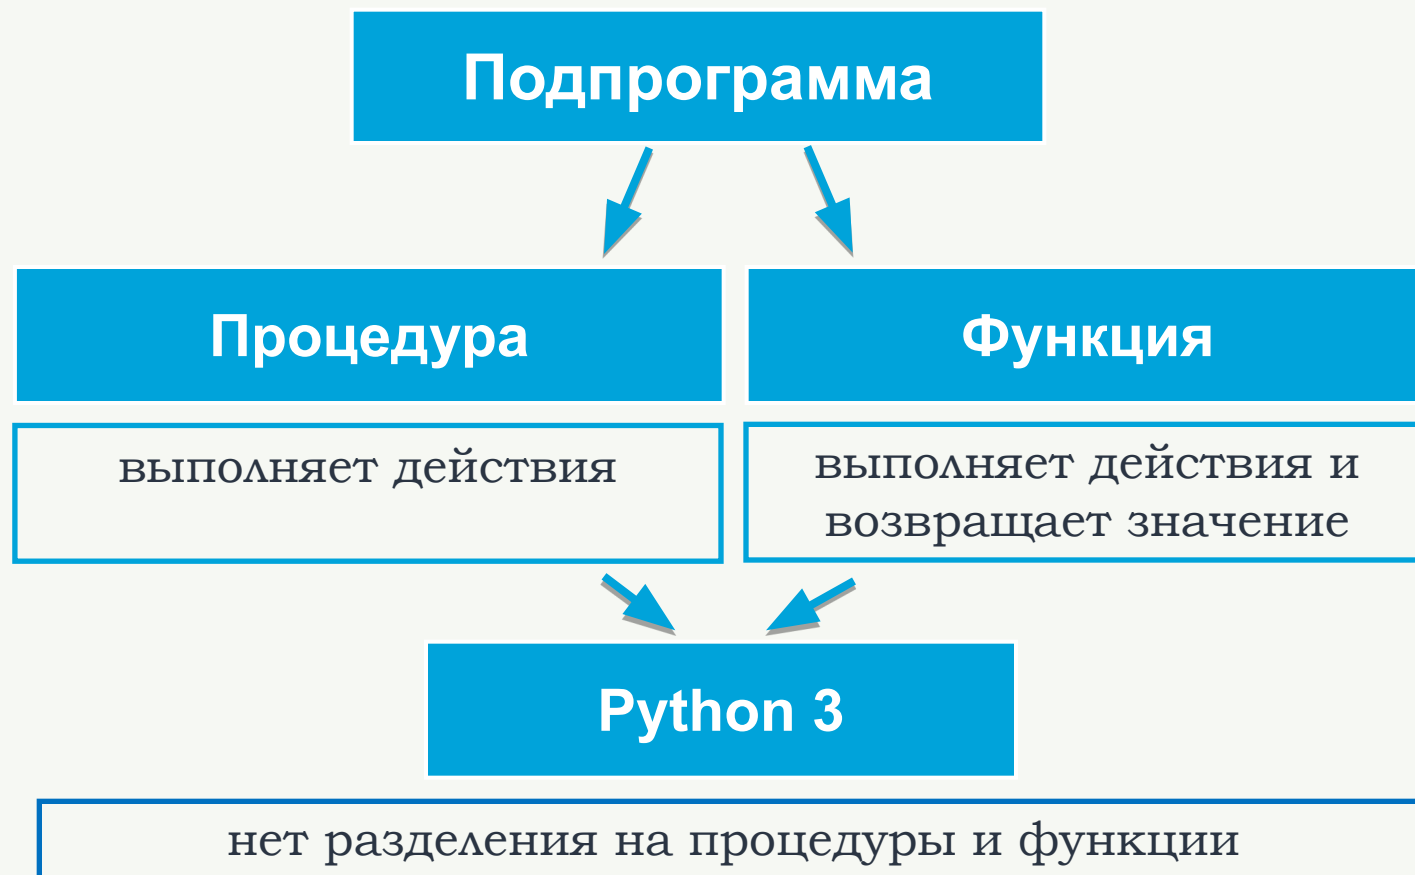 Подпрограмма
Процедура
Функция
выполняет действия
выполняет действия и
возвращает значение
Python 3
нет разделения на процедуры и функции